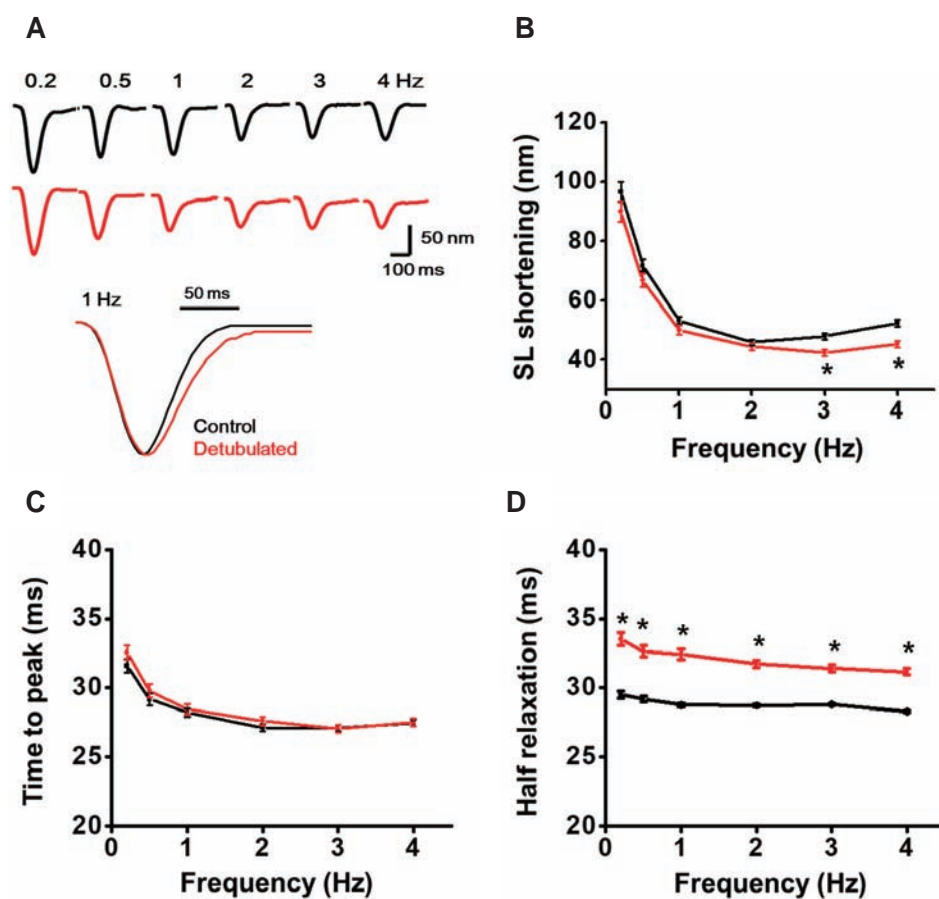 A
0.2 0.5 1 2 3 4 Hz
50 nm
100 ms
1 Hz
50 ms
Control
Detubulated
B
SL shortening (nm)
120
100
80
60
40
0 1 2 3 4
* *
Frequency (Hz)
C
Time to peak (ms)
40
35
30
25
20
0 1 2 3 4
Frequency (Hz)
D
Half relaxation (ms)
40
35
30
25
20
* * * * * *
0 1 2 3 4
Frequency (Hz)